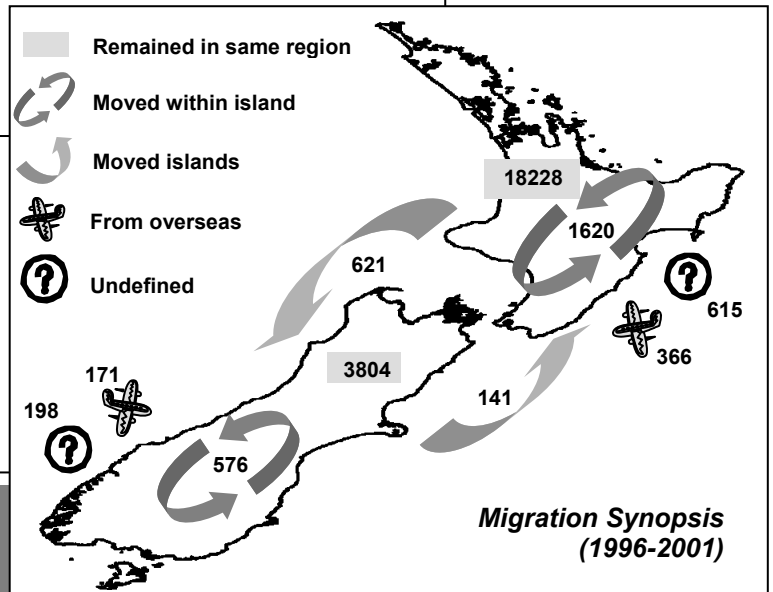 Remained in same region
Moved within island
Moved islands
From overseas
?
Undefined
18228
1620
621
?
615
366
3804
171
141
198
?
576
Migration Synopsis
(1996-2001)